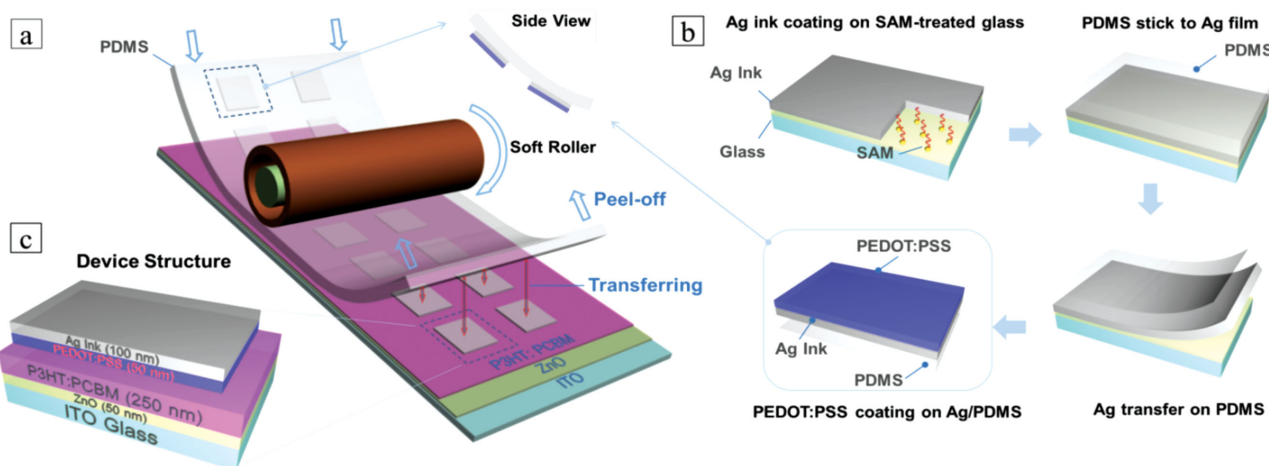 a
PDMS
Side View
Soft Roller
Peel-off
Transferring
P3HT: PCBM
ZnO
ITO
b
Ag ink coating on SAM-treated glass
Ag Ink
Glass
SAM
PDMS stick to Ag film
PDMS
PEDOT:PSS
Ag Ink
PDMS
PEDOT:PSS coating on Ag/PDMS
Ag transfer on PDMS
c
Device Structure
Ag Ink (100 nm)
PEDOT:PSS (50 nm)
P3HT:PCBM (250 nm)
ZnO (50 nm)
ITO Glass